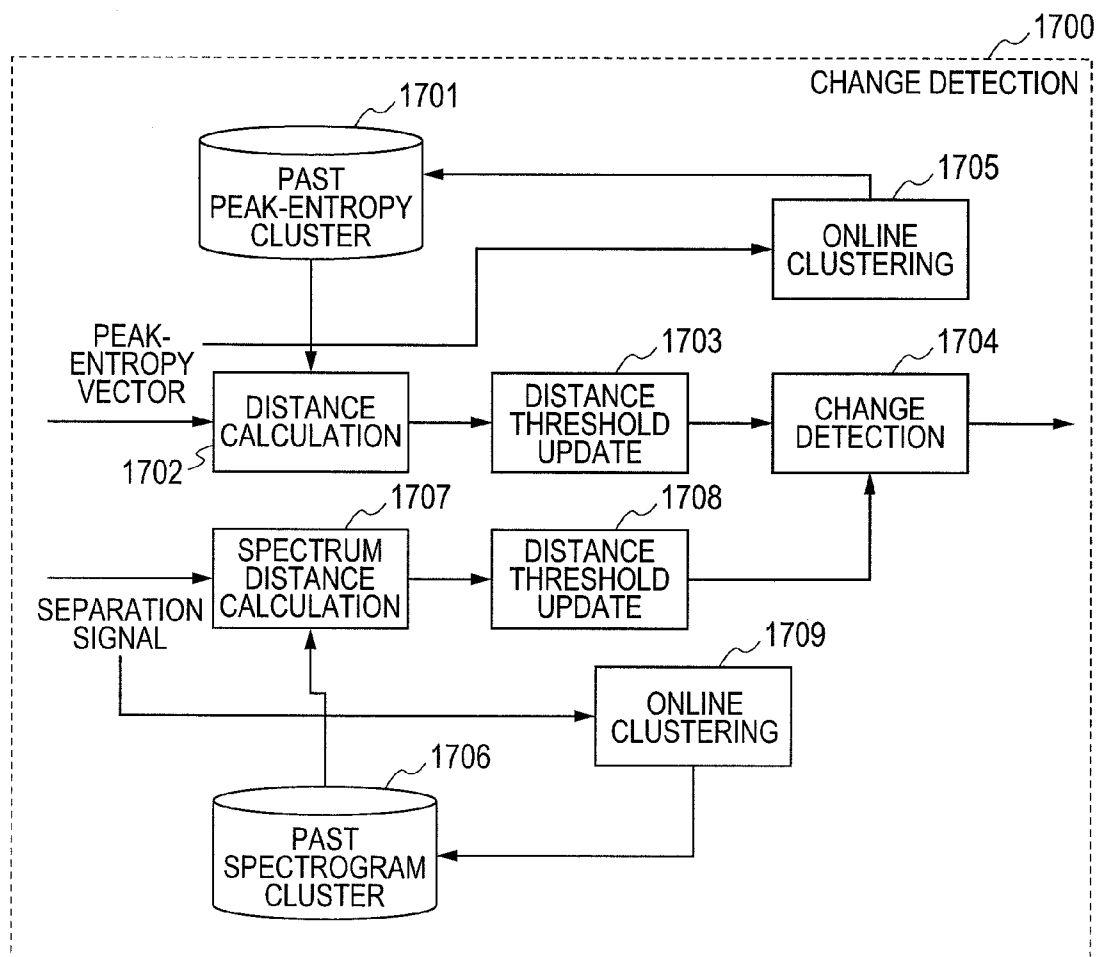 1700
CHANGE DETECTION
1701
PAST
PEAK-ENTROPY
CLUSTER
1705
ONLINE
CLUSTERING
PEAK-
ENTROPY
VECTOR
1702
DISTANCE
CALCULATION
1703
DISTANCE
THRESHOLD
UPDATE
1704
CHANGE
DETECTION
1707
SPECTRUM
DISTANCE
CALCULATION
1708
DISTANCE
THRESHOLD
UPDATE
SEPARATION
SIGNAL
1709
ONLINE
CLUSTERING
1706
PAST
SPECTROGRAM
CLUSTER